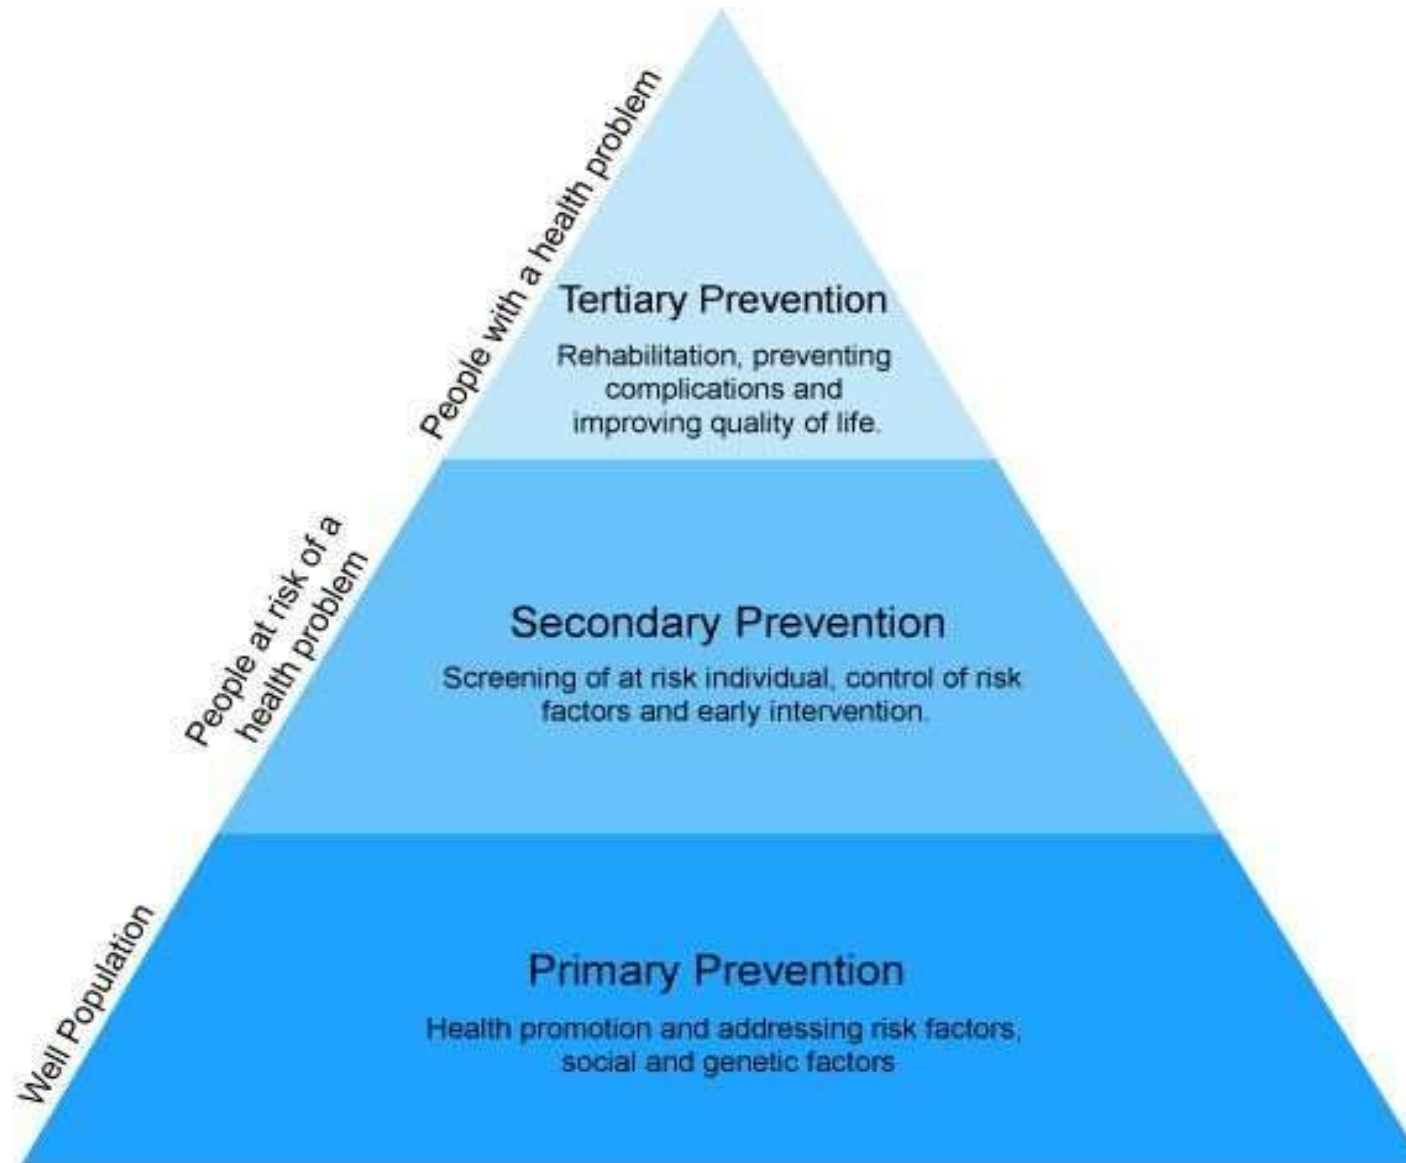 People with a health problem
Tertiary Prevention
Rehabilitation, preventing
complications and
improving quality of life.
People at risk of a
health problem
Secondary Prevention
Screening of at risk individual, control of risk
factors and early intervention.
Well Population
Primary Prevention
Health promotion and addressing risk factors,
social and genetic factors